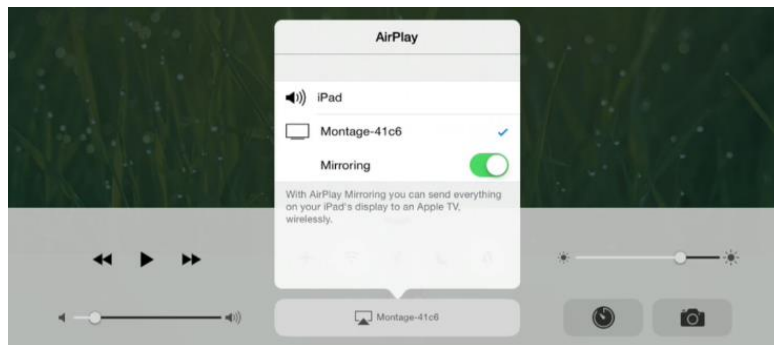 AirPlay
iPad
Montage-41c6
Mirroring
With AirPlay Mirroring you can send everything
on your iPad's display to an Apple TV,
wirelessly.
Montage-41c6